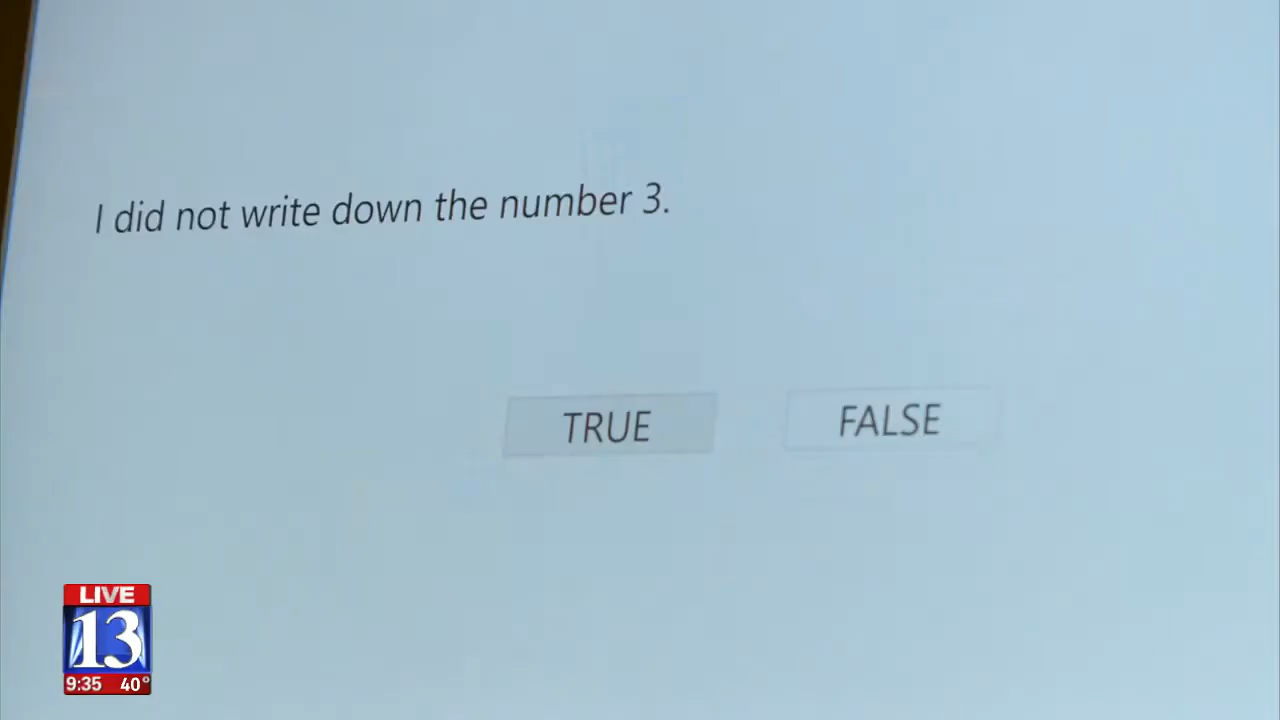 I did not write down the number 3.
TRUE FALSE
LIVE
13
9:35 40°